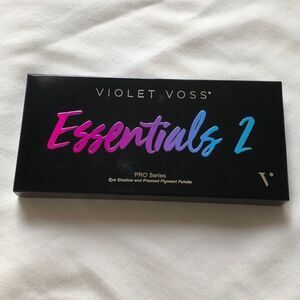 VIOLET VOSS®
Essentials 2
PRO Series
Eye Shadow and Pressed Pigment Palette
V